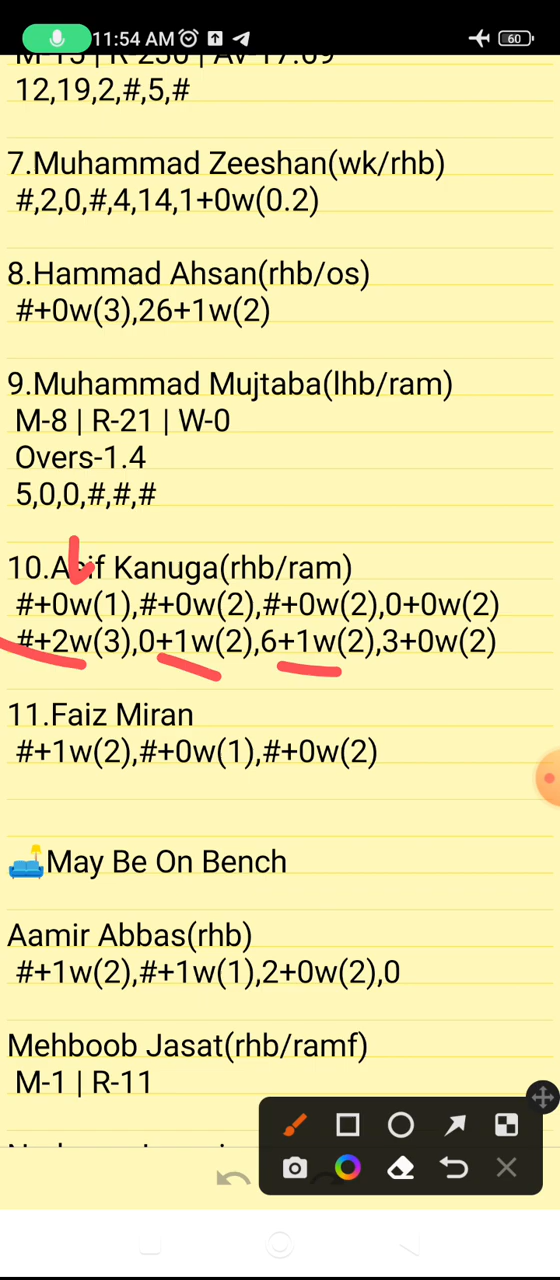 11:54 AM
60
12,19,2,#,5,#
7.Muhammad Zeeshan(wk/rhb)
#,2,0,#,4,14,1+0w(0.2)
8.Hammad Ahsan(rhb/os)
#+0w(3),26+1w(2)
9.Muhammad Mujtaba(lhb/ram)
M-8 | R-21 | W-0
Overs-1.4
5,0,0,#,#,#
10.Asif Kanuga(rhb/ram)
#+0w(1),#+0w(2),#+0w(2),0+0w(2)
#+2w(3),0+1w(2),6+1w(2),3+0w(2)
11.Faiz Miran
#+1w(2),#+0w(1),#+0w(2)
🛋️May Be On Bench
Aamir Abbas(rhb)
#+1w(2),#+1w(1),2+0w(2),0
Mehboob Jasat(rhb/ramf)
M-1 | R-11